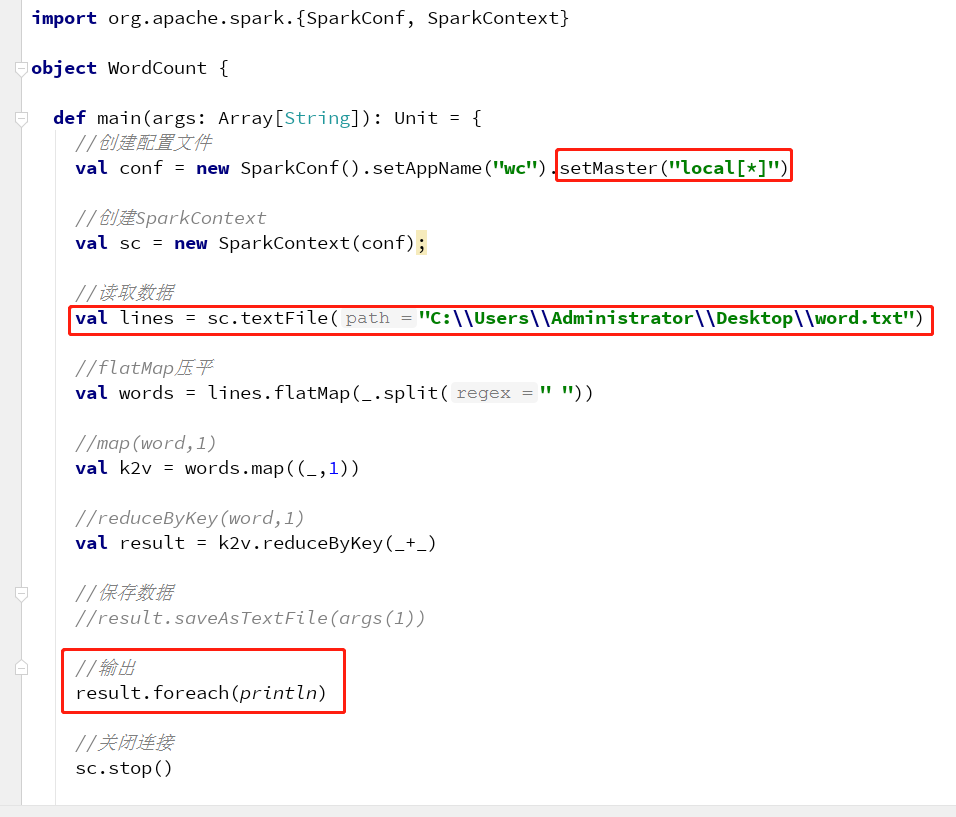 import org.apache.spark.{SparkConf, SparkContext}
object WordCount {
def main(args: Array[String]): Unit = {
//创建配置文件
val conf = new SparkConf().setAppName("wc").setMaster("local[*]")
//创建SparkContext
val sc = new SparkContext(conf);
//读取数据
val lines = sc.textFile( path = "C:\\Users\\Administrator\\Desktop\\word.txt")
//flatMap压平
val words = lines.flatMap(_.split( regex = " "))
//map(word,1)
val k2v = words.map((_,1))
//reduceByKey(word,1)
val result = k2v.reduceByKey(_+_)
//保存数据
//result.saveAsTextFile(args(1))
//输出
result.foreach(println)
//关闭连接
sc.stop()